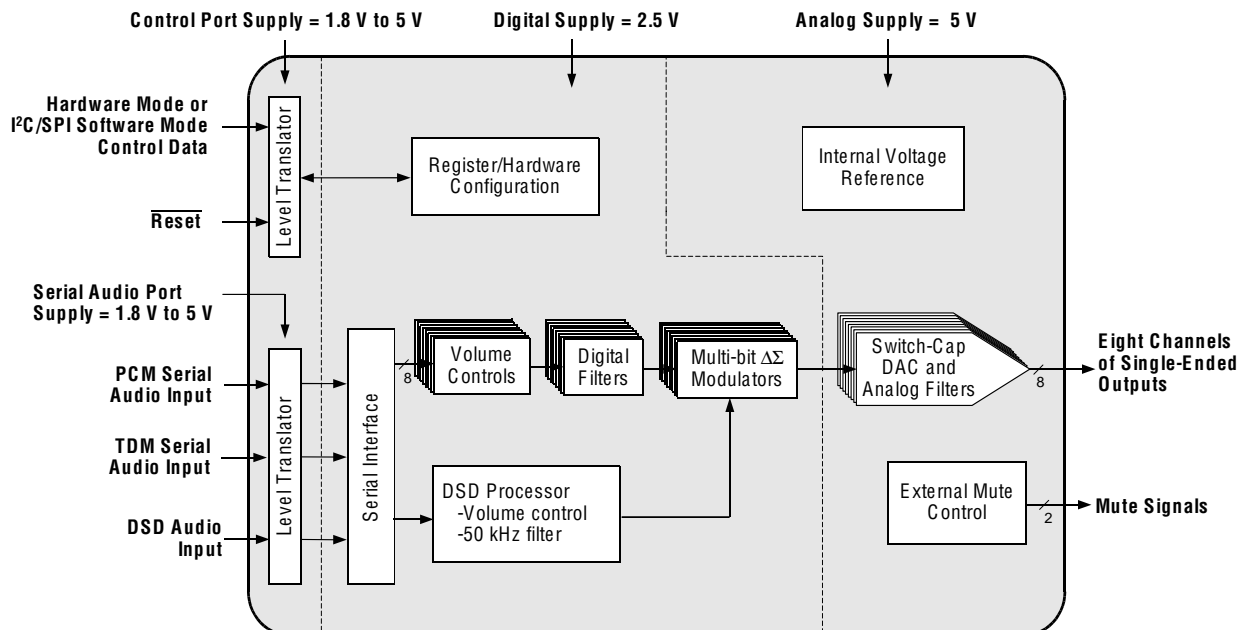 Control Port Supply = 1.8 V to 5 V
Digital Supply = 2.5 V
Analog Supply = 5 V
Hardware Mode or
I²C/SPI Software Mode
Control Data
Reset
Level Translator
Register/Hardware
Configuration
Internal Voltage
Reference
Serial Audio Port
Supply = 1.8 V to 5 V
PCM Serial
Audio Input
TDM Serial
Audio Input
DSD Audio
Input
Level Translator
Serial Interface
8
Volume
Controls
Digital
Filters
Multi-bit ΔΣ
Modulators
Switch-Cap
DAC and
Analog Filters
8
Eight Channels
of Single-Ended
Outputs
DSD Processor
-Volume control
-50 kHz filter
External Mute
Control
2
Mute Signals